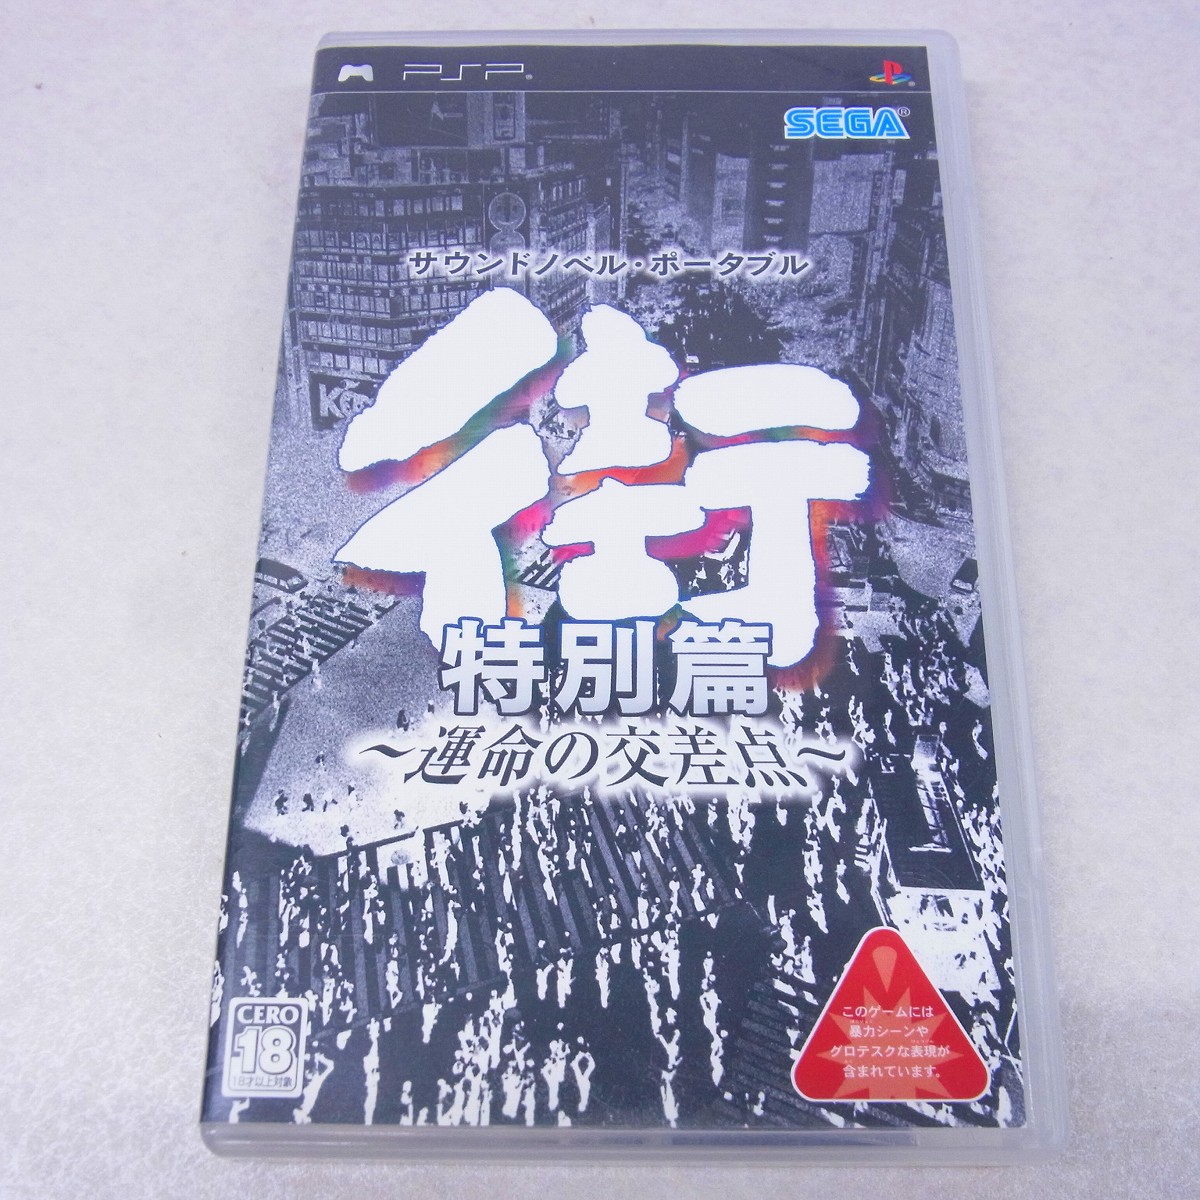 PSP®
SEGA®
サウンドノベル・ポータブル
街
特別篇
～運命の交差点～
CERO
18
18才以上対象
このゲームには
暴力シーンや
グロテスクな表現が
含まれています。